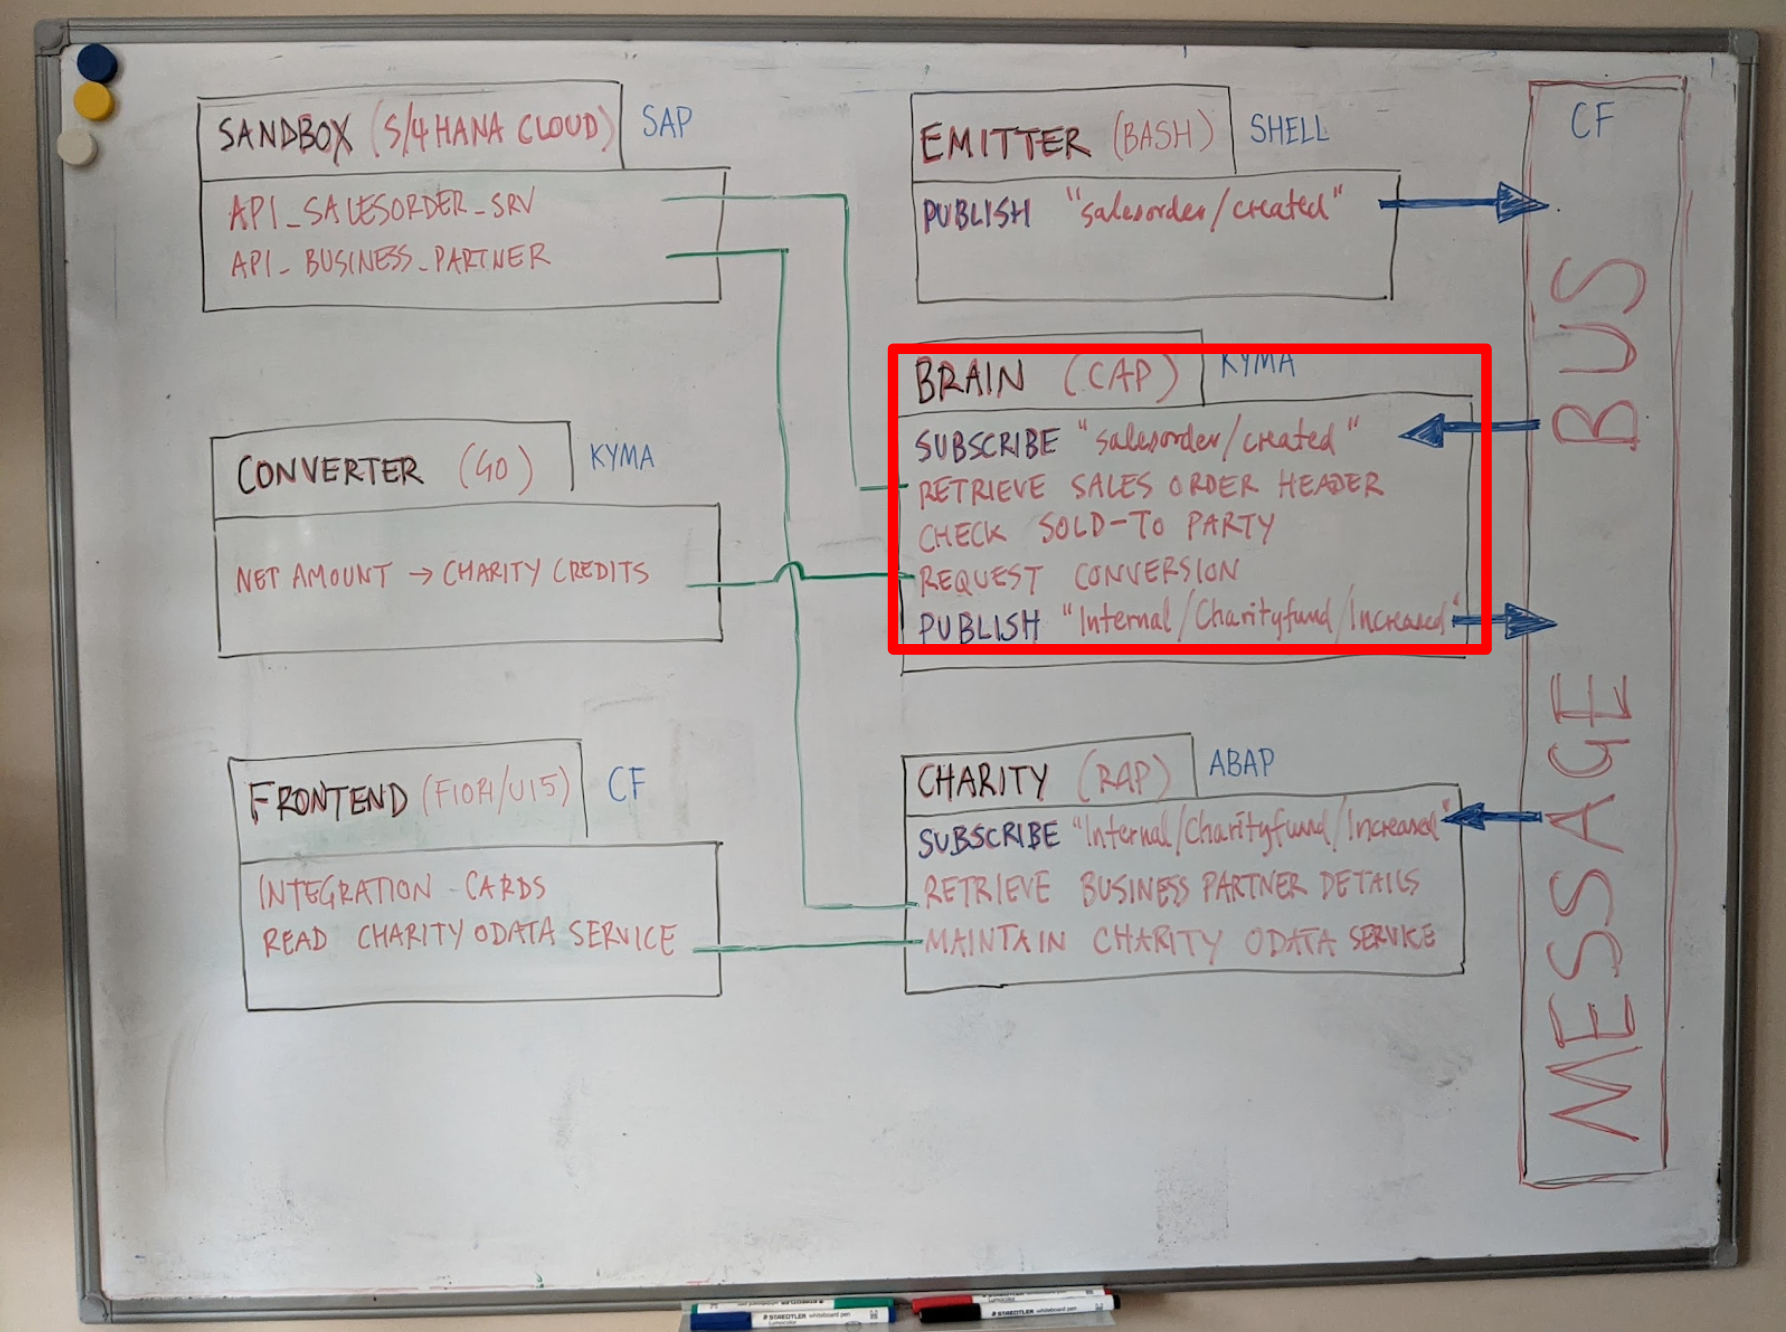 SANDBOX (S/4HANA CLOUD) SAP
API_SALESORDER_SRV
API_BUSINESS_PARTNER
EMITTER (BASH) SHELL
PUBLISH "salesorder/created"
CONVERTER (GO) KYMA
NET AMOUNT → CHARITY CREDITS
BRAIN (CAP) KYMA
SUBSCRIBE "salesorder/created"
RETRIEVE SALES ORDER HEADER
CHECK SOLD-TO PARTY
REQUEST CONVERSION
PUBLISH "Internal/Charityfund/Increased"
FRONTEND (FIORI/UI5) CF
INTEGRATION CARDS
READ CHARITY ODATA SERVICE
CHARITY (RAP) ABAP
SUBSCRIBE "Internal/Charityfund/Increased"
RETRIEVE BUSINESS PARTNER DETAILS
MAINTAIN CHARITY ODATA SERVICE
CF
MESSAGE BUS
STAEDTLER whiteboard pen
Lumocolor
STAEDTLER whiteboard pen